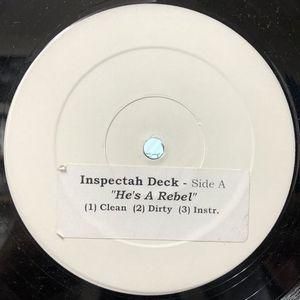 Inspectah Deck - Side A
"He's A Rebel"
(1) Clean (2) Dirty (3) Instr.